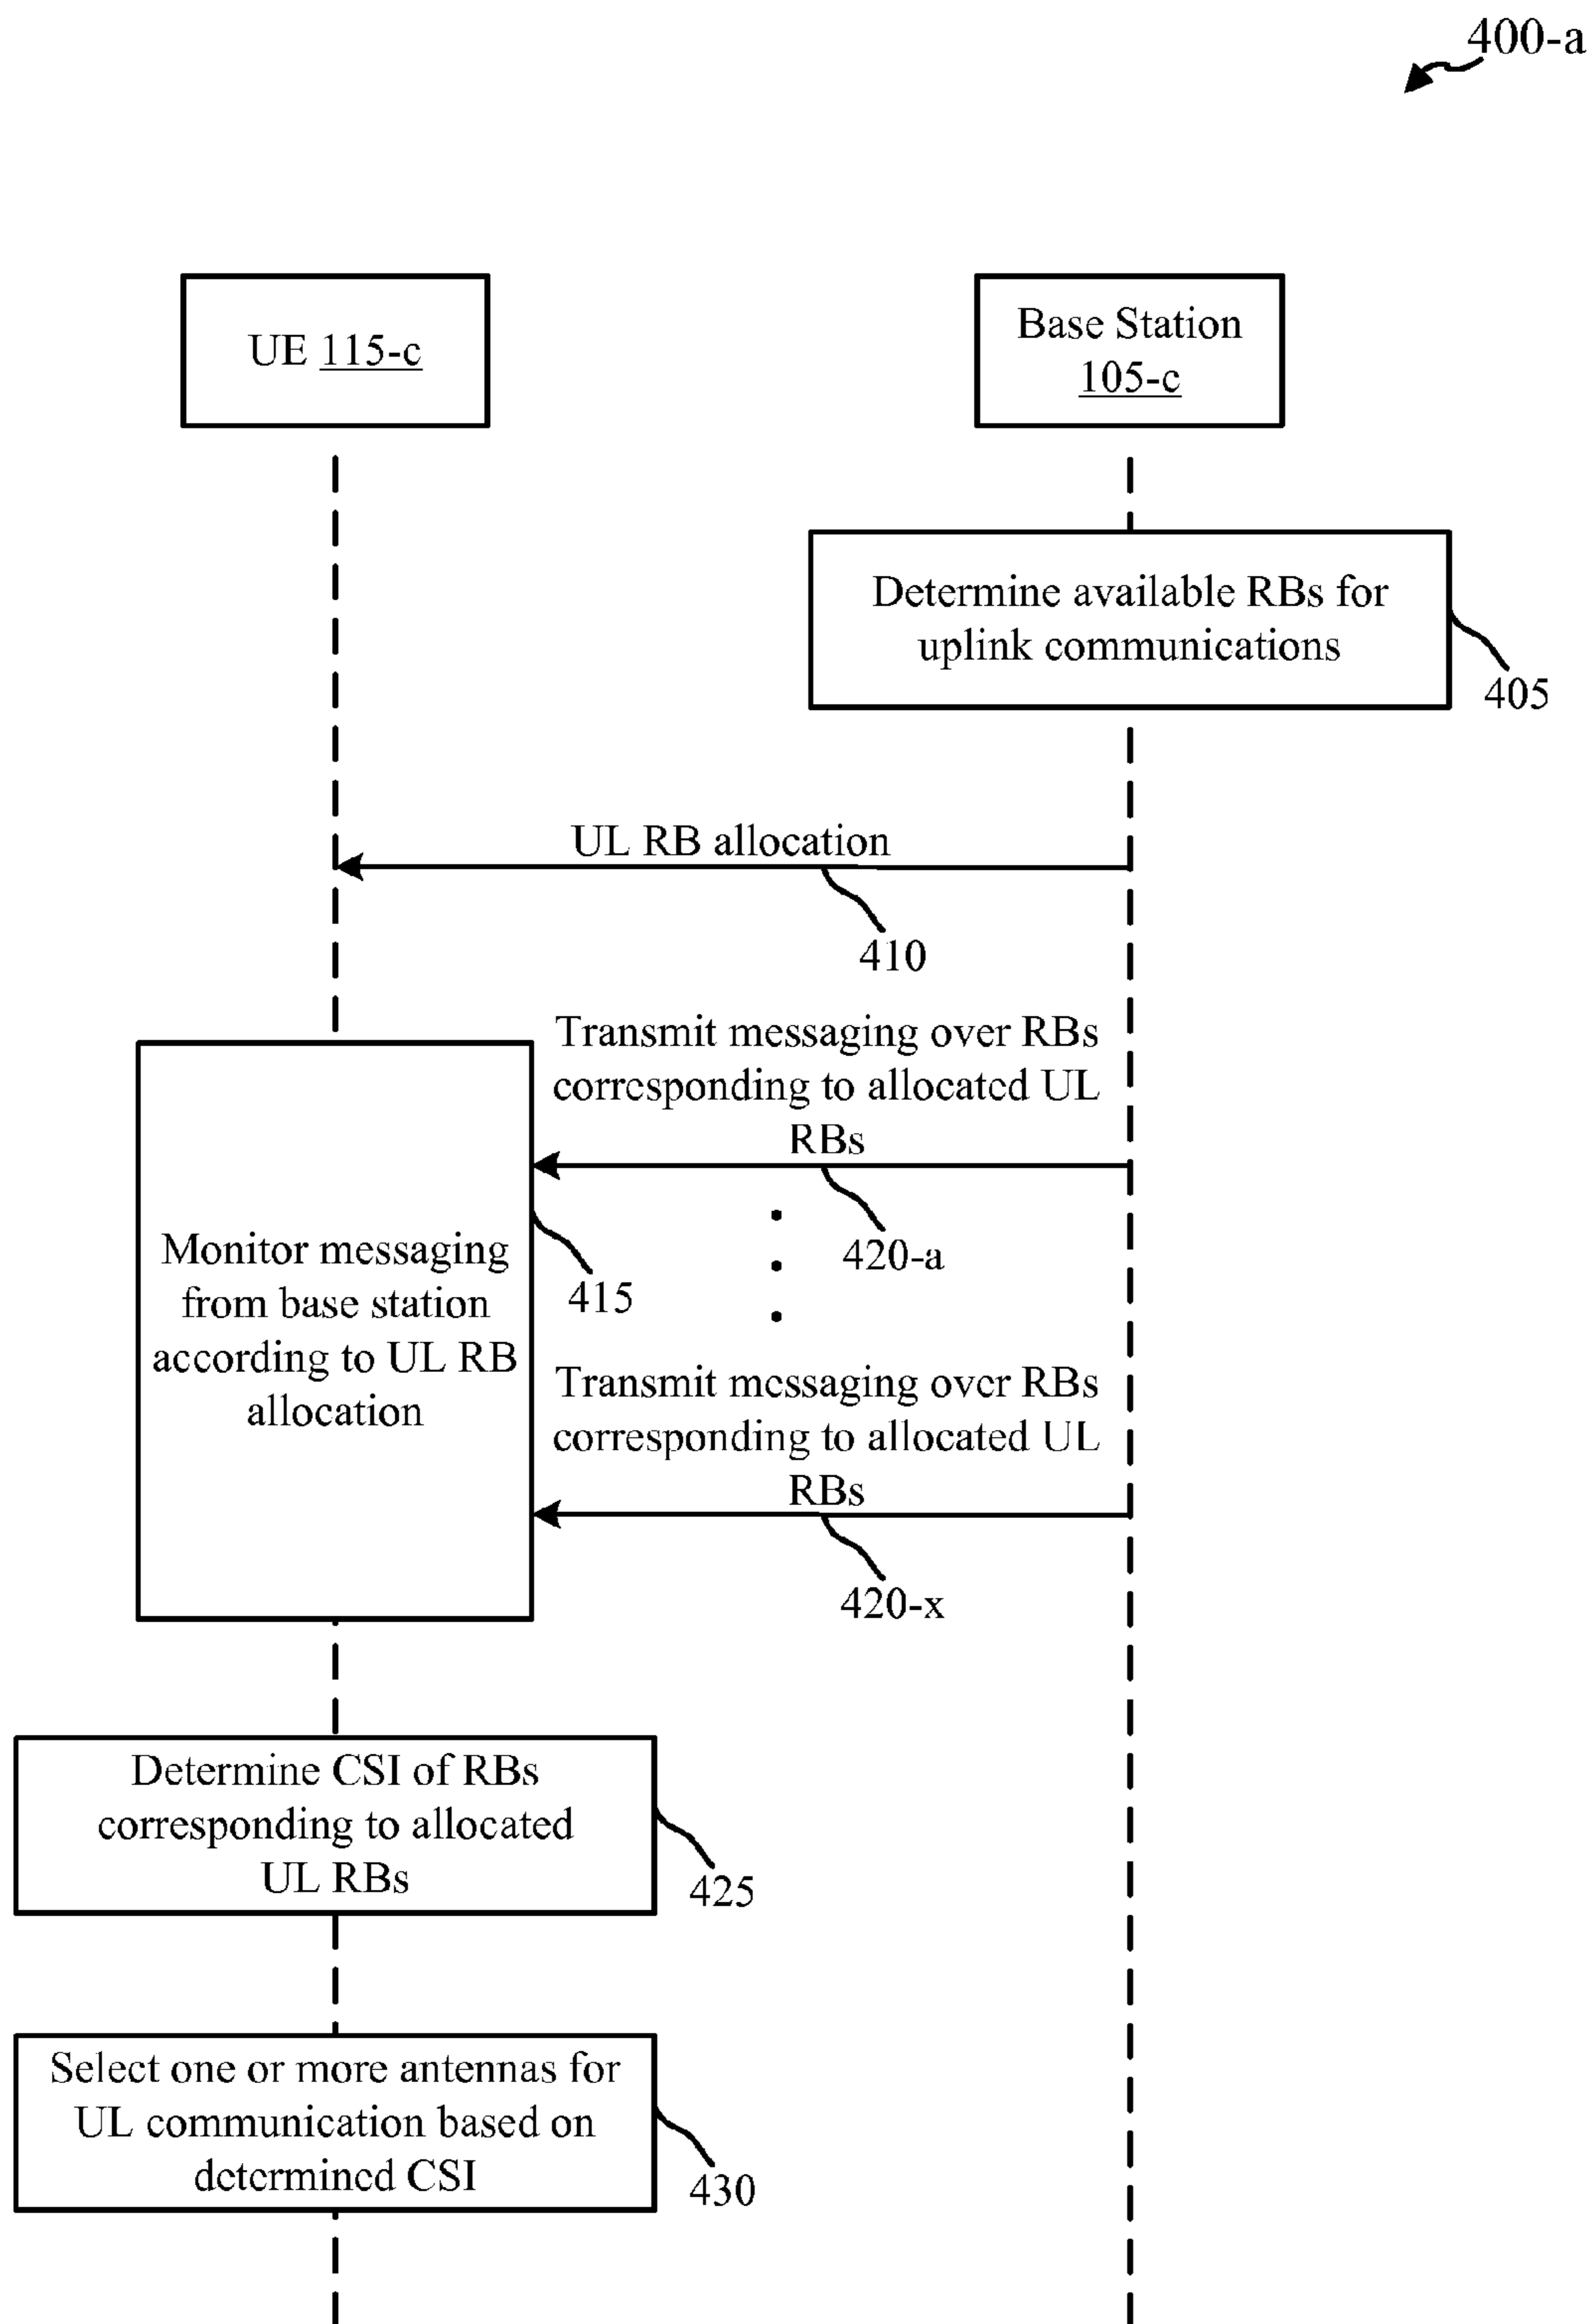 400-a
UE 115-c
Base Station
105-c
Determine available RBs for
uplink communications
405
UL RB allocation
410
Transmit messaging over RBs
corresponding to allocated UL
RBs
420-a
Monitor messaging
from base station
according to UL RB
allocation
415
Transmit messaging over RBs
corresponding to allocated UL
RBs
420-x
Determine CSI of RBs
corresponding to allocated
UL RBs
425
Select one or more antennas for
UL communication based on
determined CSI
430